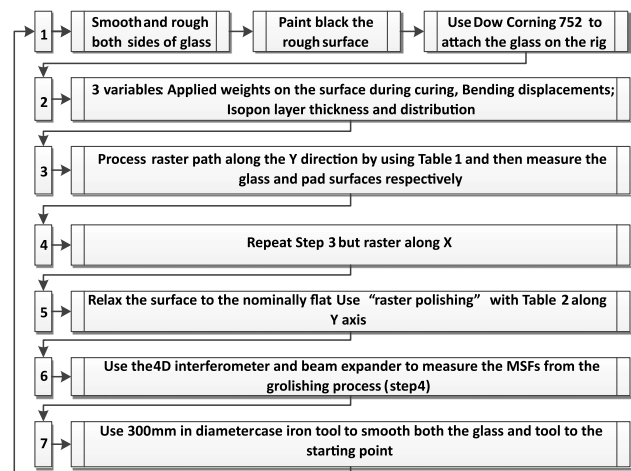 1
Smooth and rough
both sides of glass
Paint black the
rough surface
Use Dow Corning 752 to
attach the glass on the rig
2
3 variables: Applied weights on the surface during curing, Bending displacements;
Isopon layer thickness and distribution
3
Process raster path along the Y direction by using Table 1 and then measure the
glass and pad surfaces respectively
4
Repeat Step 3 but raster along X
5
Relax the surface to the nominally flat Use "raster polishing" with Table 2 along
Y axis
6
Use the4D interferometer and beam expander to measure the MSFs from the
grolishing process (step4)
7
Use 300mm in diametercase iron tool to smooth both the glass and tool to the
starting point